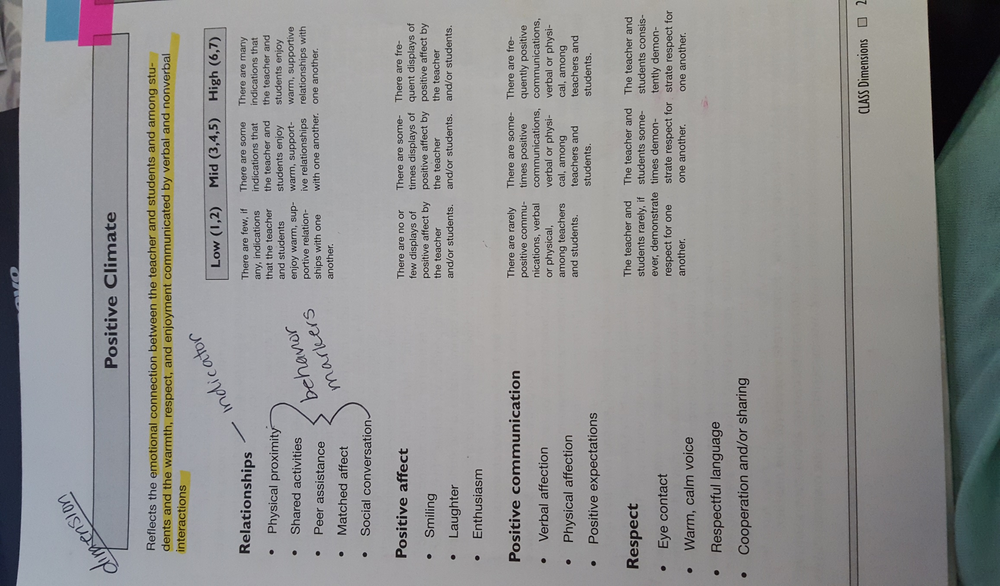 dimension
Positive Climate
Reflects the emotional connection between the teacher and students and among stu-
dents and the warmth, respect, and enjoyment communicated by verbal and nonverbal
interactions
indicator
Low (1,2) Mid (3,4,5) High (6,7)
Relationships
• Physical proximity
• Shared activities
• Peer assistance
• Matched affect
• Social conversation
behavior
markers
There are few, if
any, indications
that the teacher
and students
enjoy warm, sup-
portive relation-
ships with one
another.
There are some
indications that
the teacher and
students enjoy
warm, support-
ive relationships
with one another.
There are many
indications that
the teacher and
students enjoy
warm, supportive
relationships with
one another.
Positive affect
• Smiling
• Laughter
• Enthusiasm
There are no or
few displays of
positive affect by
the teacher
and/or students.
There are some-
times displays of
positive affect by
the teacher
and/or students.
There are fre-
quent displays of
positive affect by
the teacher
and/or students.
Positive communication
• Verbal affection
• Physical affection
• Positive expectations
There are rarely
positive commu-
nications, verbal
or physical,
among teachers
and students.
There are some-
times positive
communications,
verbal or physi-
cal, among
teachers and
students.
There are fre-
quently positive
communications,
verbal or physi-
cal, among
teachers and
students.
Respect
• Eye contact
• Warm, calm voice
• Respectful language
• Cooperation and/or sharing
The teacher and
students rarely, if
ever, demonstrate
respect for one
another.
The teacher and
students some-
times demon-
strate respect for
one another.
The teacher and
students consis-
tently demon-
strate respect for
one another.
CLASS Dimensions □ 2